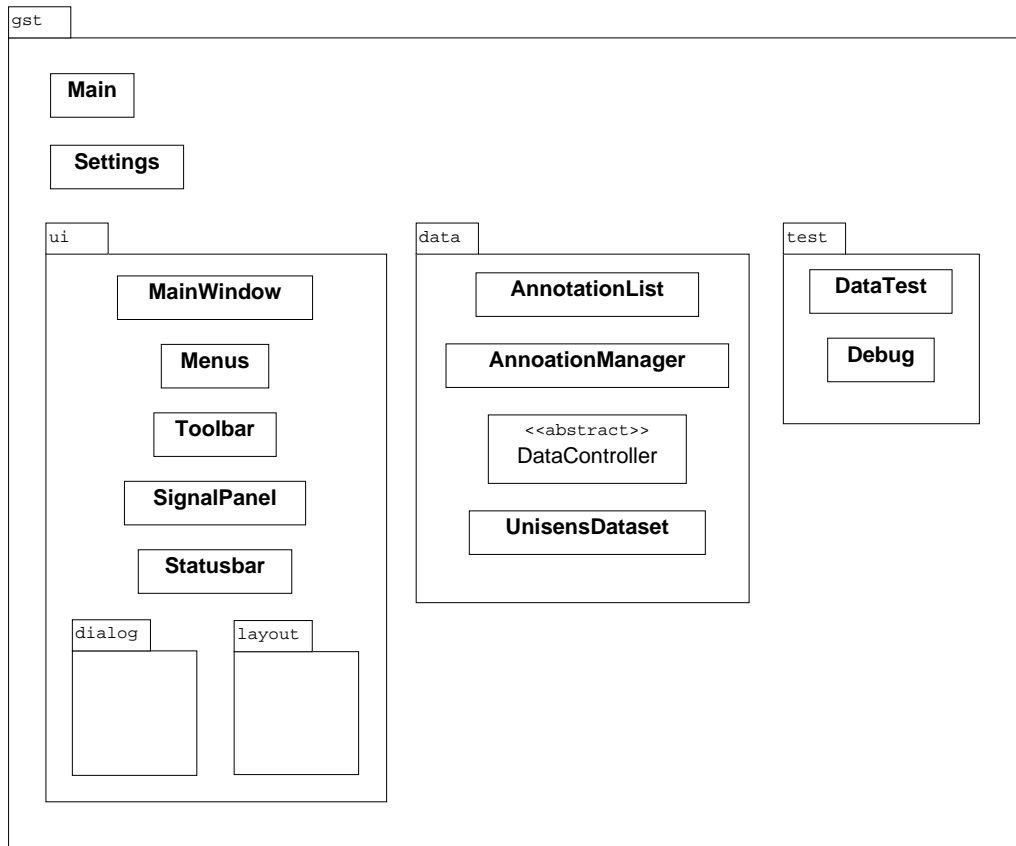 gst
Main
Settings
ui
MainWindow
Menus
Toolbar
SignalPanel
Statusbar
dialog
layout
data
AnnotationList
AnnoationManager
<<abstract>>
DataController
UnisensDataset
test
DataTest
Debug